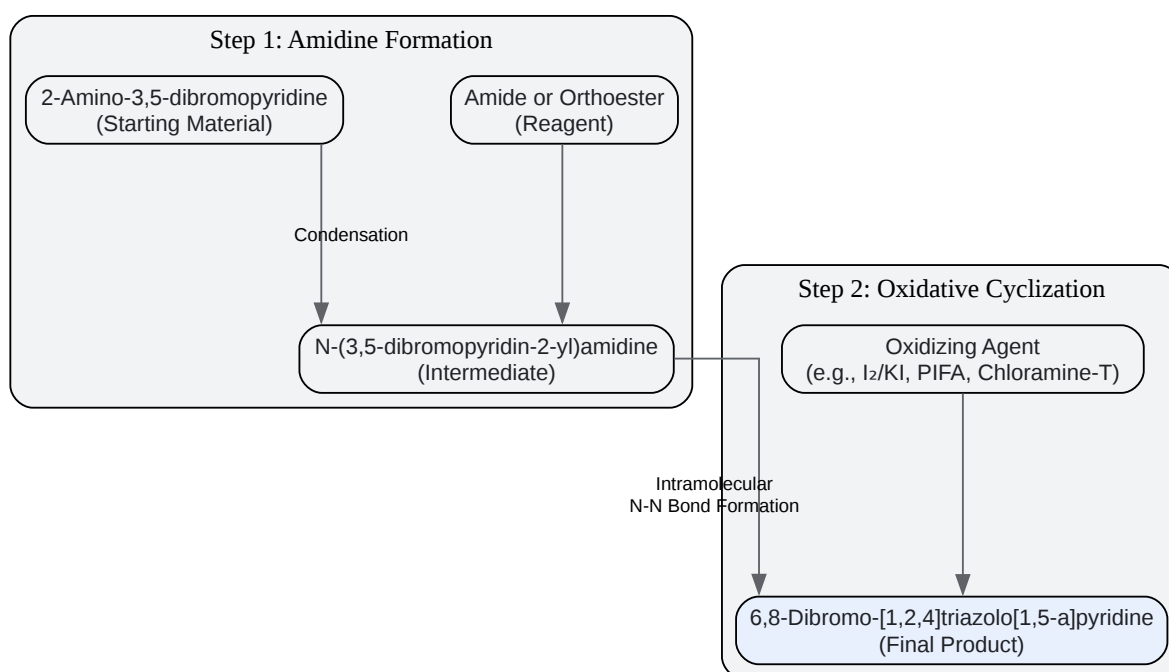 Step 1: Amidine Formation
2-Amino-3,5-dibromopyridine
(Starting Material)
Amide or Orthoester
(Reagent)
Condensation
N-(3,5-dibromopyridin-2-yl)amidine
(Intermediate)
Step 2: Oxidative Cyclization
Oxidizing Agent
(e.g., I₂/KI, PIFA, Chloramine-T)
Intramolecular
N-N Bond Formation
6,8-Dibromo-[1,2,4]triazolo[1,5-a]pyridine
(Final Product)